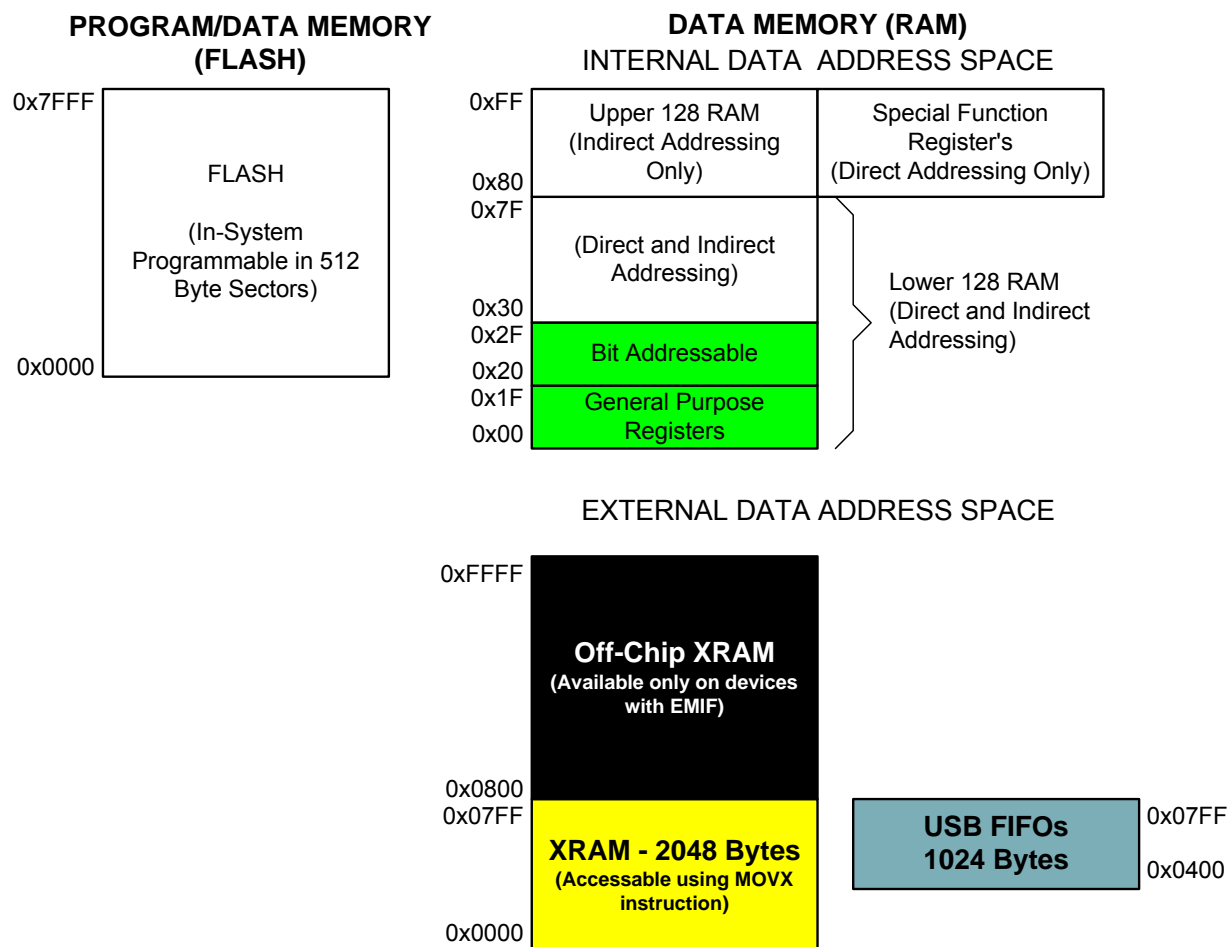 PROGRAM/DATA MEMORY
(FLASH)
0x7FFF
FLASH
(In-System
Programmable in 512
Byte Sectors)
0x0000
DATA MEMORY (RAM)
INTERNAL DATA ADDRESS SPACE
0xFF
Upper 128 RAM
(Indirect Addressing
Only)
0x80
Special Function
Register's
(Direct Addressing Only)
0x7F
(Direct and Indirect
Addressing)
0x30
Lower 128 RAM
(Direct and Indirect
Addressing)
0x2F
Bit Addressable
0x20
0x1F
General Purpose
Registers
0x00
EXTERNAL DATA ADDRESS SPACE
0xFFFF
Off-Chip XRAM
(Available only on devices
with EMIF)
0x0800
0x07FF
XRAM - 2048 Bytes
(Accessable using MOVX
instruction)
0x0000
USB FIFOs
1024 Bytes
0x07FF
0x0400